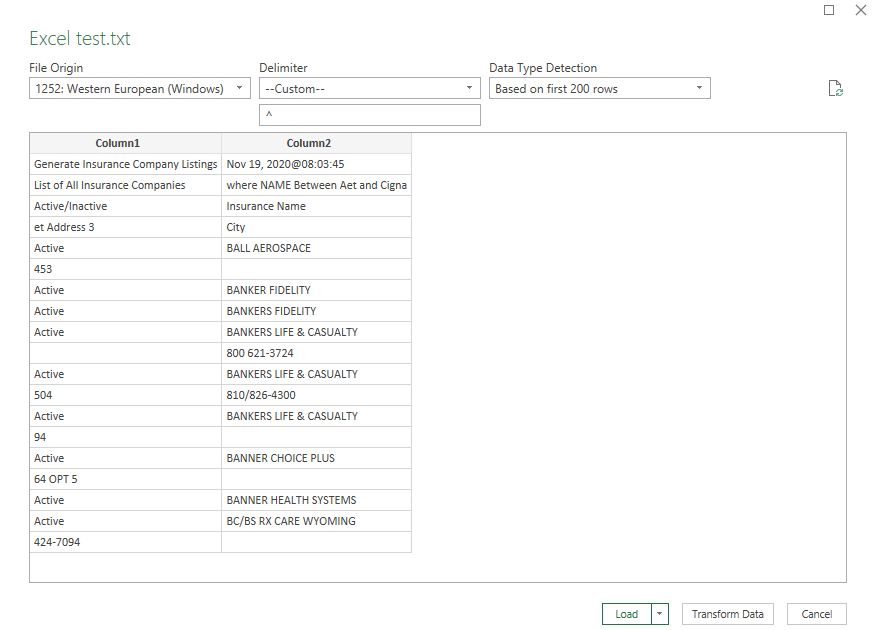 Excel test.txt
File Origin Delimiter Data Type Detection
1252: Western European (Windows) --Custom-- Based on first 200 rows
^
Column1 Column2
Generate Insurance Company Listings Nov 19, 2020@08:03:45
List of All Insurance Companies where NAME Between Aet and Cigna
Active/Inactive Insurance Name
et Address 3 City
Active BALL AEROSPACE
453
Active BANKER FIDELITY
Active BANKERS FIDELITY
Active BANKERS LIFE & CASUALTY
800 621-3724
Active BANKERS LIFE & CASUALTY
504 810/826-4300
Active BANKERS LIFE & CASUALTY
94
Active BANNER CHOICE PLUS
64 OPT 5
Active BANNER HEALTH SYSTEMS
Active BC/BS RX CARE WYOMING
424-7094
Load Transform Data Cancel